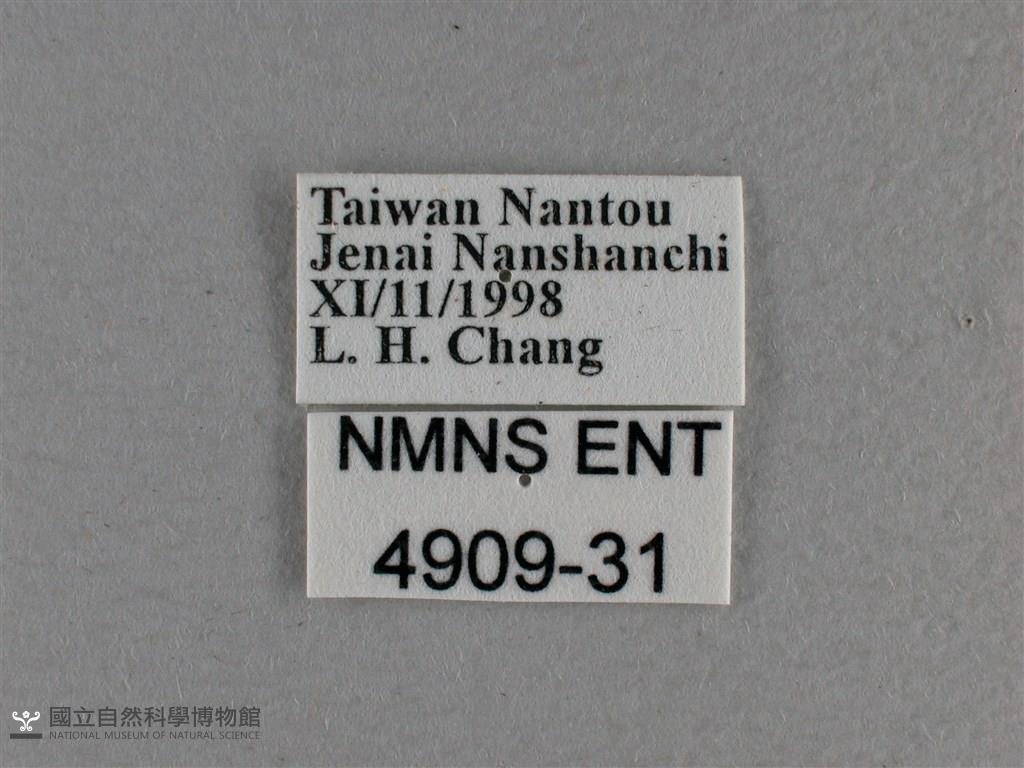 Taiwan Nantou
Jenai Nanshanchi
XI/11/1998
L. H. Chang
NMNS ENT
4909-31
國立自然科學博物館
NATIONAL MUSEUM OF NATURAL SCIENCE